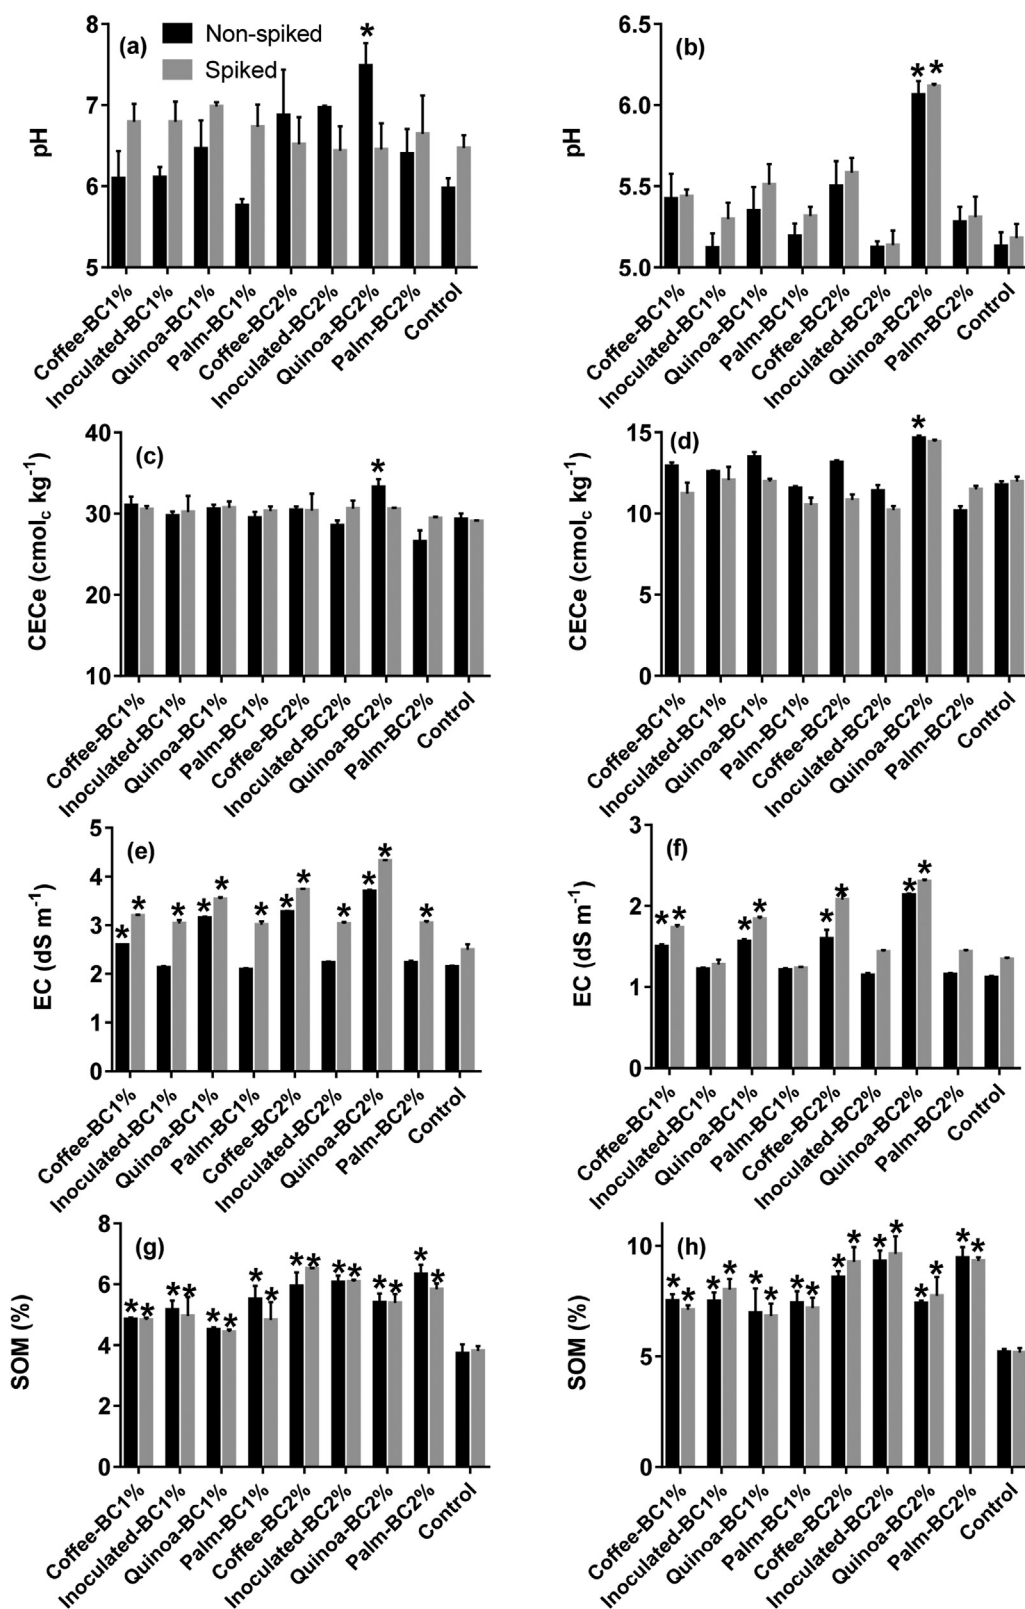 (a)
Non-spiked
Spiked
*
pH
8
7
6
5
Coffee-BC1%
Inoculated-BC1%
Quinoa-BC1%
Palm-BC1%
Coffee-BC2%
Inoculated-BC2%
Quinoa-BC2%
Palm-BC2%
Control
(b)
* *
pH
6.5
6.0
5.5
5.0
Coffee-BC1%
Inoculated-BC1%
Quinoa-BC1%
Palm-BC1%
Coffee-BC2%
Inoculated-BC2%
Quinoa-BC2%
Palm-BC2%
Control
(c)
*
CECe (cmolc kg⁻¹)
40
30
20
10
Coffee-BC1%
Inoculated-BC1%
Quinoa-BC1%
Palm-BC1%
Coffee-BC2%
Inoculated-BC2%
Quinoa-BC2%
Palm-BC2%
Control
(d)
*
CECe (cmolc kg⁻¹)
15
10
5
0
Coffee-BC1%
Inoculated-BC1%
Quinoa-BC1%
Palm-BC1%
Coffee-BC2%
Inoculated-BC2%
Quinoa-BC2%
Palm-BC2%
Control
(e)
* * * * * * * * * * *
EC (dS m⁻¹)
5
4
3
2
1
0
Coffee-BC1%
Inoculated-BC1%
Quinoa-BC1%
Palm-BC1%
Coffee-BC2%
Inoculated-BC2%
Quinoa-BC2%
Palm-BC2%
Control
(f)
* * * * * * * *
EC (dS m⁻¹)
3
2
1
0
Coffee-BC1%
Inoculated-BC1%
Quinoa-BC1%
Palm-BC1%
Coffee-BC2%
Inoculated-BC2%
Quinoa-BC2%
Palm-BC2%
Control
(g)
* * * * * * * * * * * * * * * *
SOM (%)
8
6
4
2
0
Coffee-BC1%
Inoculated-BC1%
Quinoa-BC1%
Palm-BC1%
Coffee-BC2%
Inoculated-BC2%
Quinoa-BC2%
Palm-BC2%
Control
(h)
* * * * * * * * * * * * * * * *
SOM (%)
10
5
0
Coffee-BC1%
Inoculated-BC1%
Quinoa-BC1%
Palm-BC1%
Coffee-BC2%
Inoculated-BC2%
Quinoa-BC2%
Palm-BC2%
Control